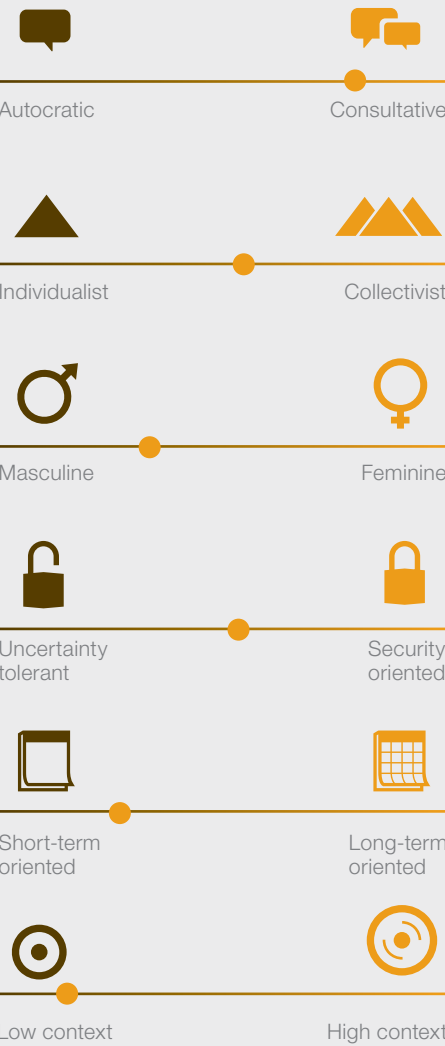 Autocratic Consultative
Individualist Collectivist
Masculine Feminine
Uncertainty Security
tolerant oriented
Short-term Long-term
oriented oriented
Low context High context